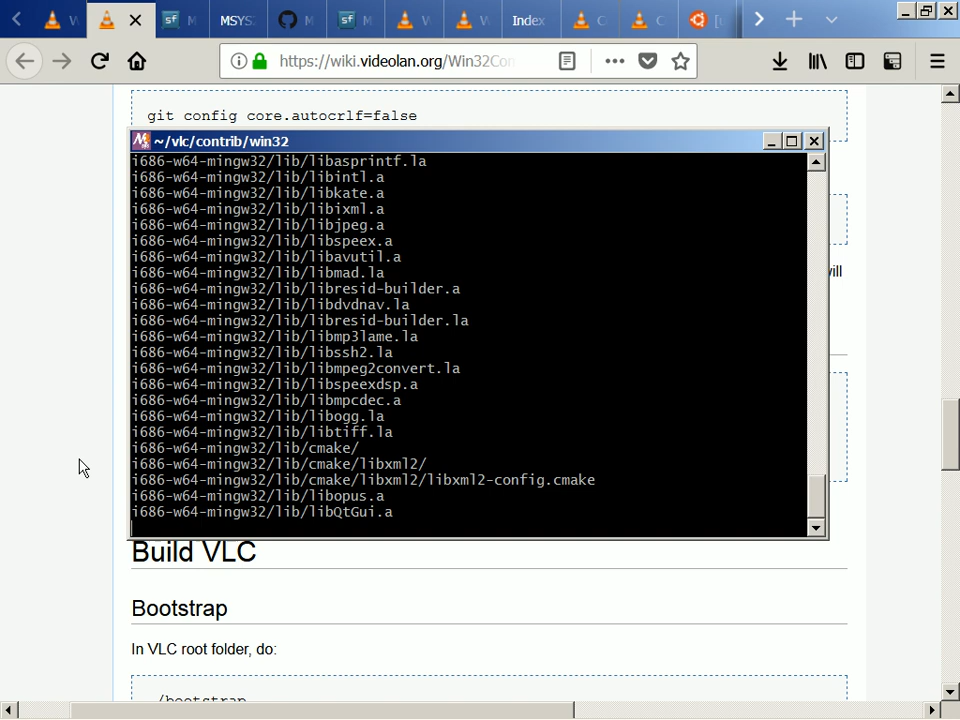 MSYS
Index
https://wiki.videolan.org/Win32Con
git config core.autocrlf=false
~/vlc/contrib/win32
i686-w64-mingw32/lib/libasprintf.la
i686-w64-mingw32/lib/libintl.a
i686-w64-mingw32/lib/libkate.a
i686-w64-mingw32/lib/libixml.a
i686-w64-mingw32/lib/libjpeg.a
i686-w64-mingw32/lib/libspeex.a
i686-w64-mingw32/lib/libavutil.a
i686-w64-mingw32/lib/libmad.la
i686-w64-mingw32/lib/libresid-builder.a
i686-w64-mingw32/lib/libdvdnav.la
i686-w64-mingw32/lib/libresid-builder.la
i686-w64-mingw32/lib/libmp3lame.la
i686-w64-mingw32/lib/libssh2.la
i686-w64-mingw32/lib/libmpeg2convert.la
i686-w64-mingw32/lib/libspeexdsp.a
i686-w64-mingw32/lib/libmpcdec.a
i686-w64-mingw32/lib/libogg.la
i686-w64-mingw32/lib/libtiff.la
i686-w64-mingw32/lib/cmake/
i686-w64-mingw32/lib/cmake/libxml2/
i686-w64-mingw32/lib/cmake/libxml2/libxml2-config.cmake
i686-w64-mingw32/lib/libopus.a
i686-w64-mingw32/lib/libQtGui.a
Build VLC
Bootstrap
In VLC root folder, do:
./bootstrap